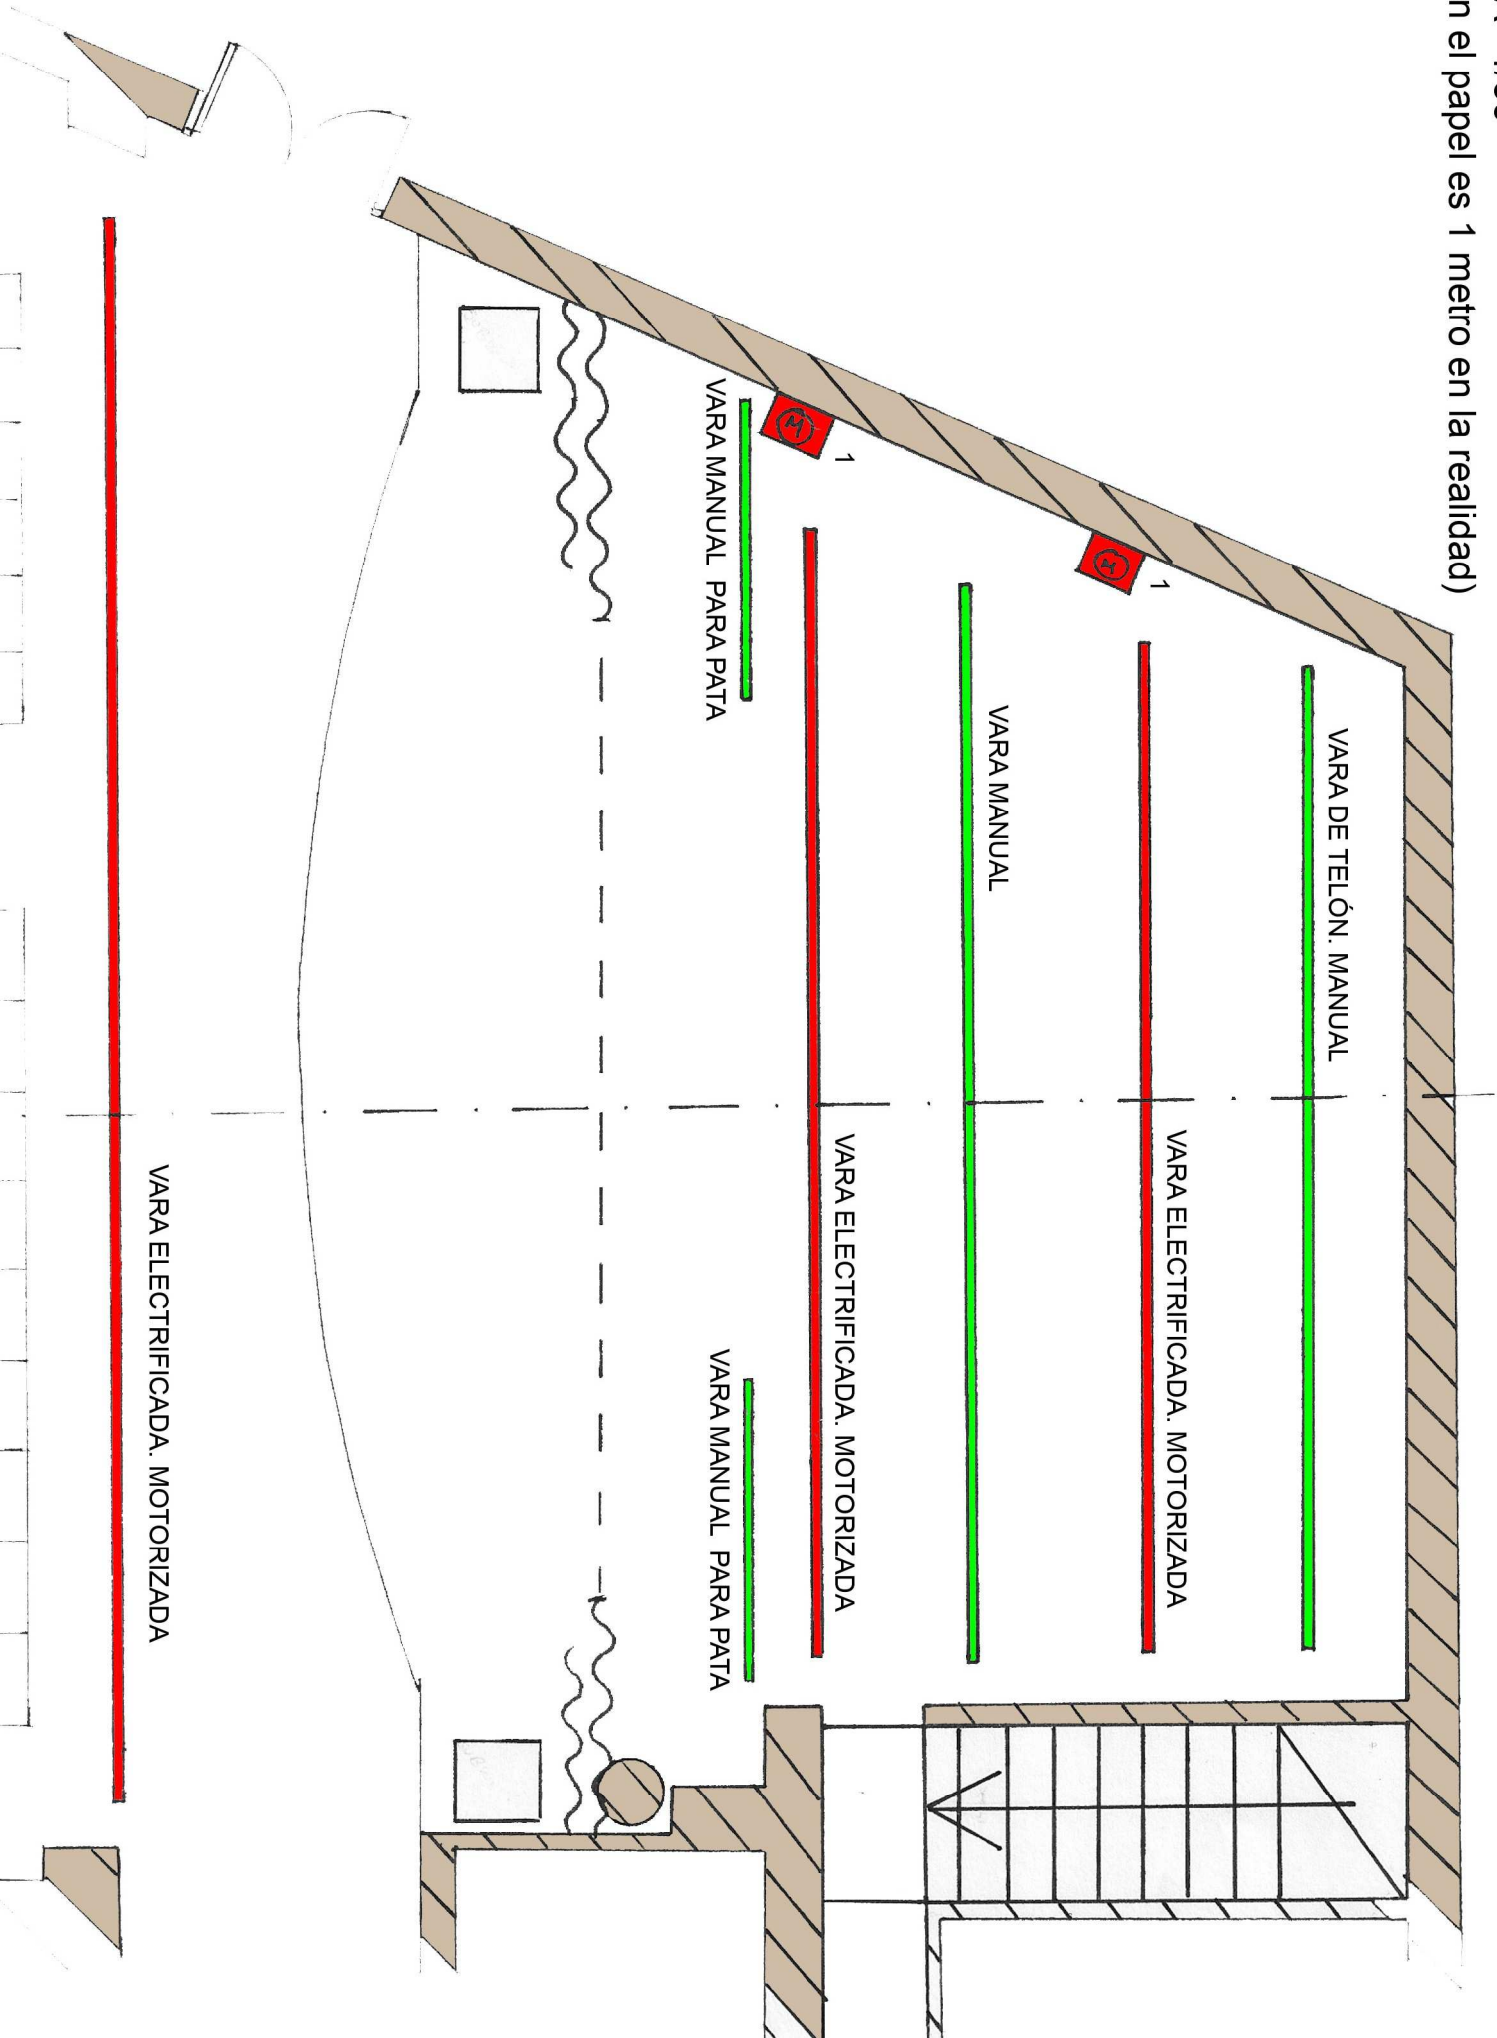 n el papel es 1 metro en la realidad)
VARA DE TELÓN. MANUAL
VARA ELECTRIFICADA. MOTORIZADA
1
M
VARA MANUAL
VARA ELECTRIFICADA. MOTORIZADA
1
M
VARA MANUAL PARA PATA
VARA MANUAL PARA PATA
VARA ELECTRIFICADA. MOTORIZADA